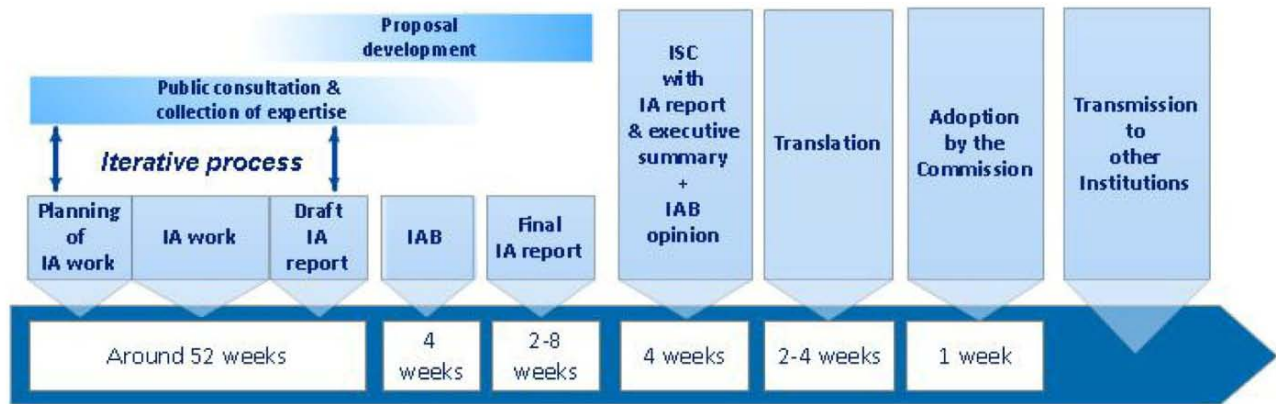 Proposal
development
Public consultation &
collection of expertise
Iterative process
Planning
of
IA work
IA work
Draft
IA
report
IAB
Final
IA report
ISC
with
IA report
& executive
summary
+
IAB
opinion
Translation
Adoption
by the
Commission
Transmission
to
other
Institutions
Around 52 weeks
4
weeks
2-8
weeks
4 weeks
2-4 weeks
1 week